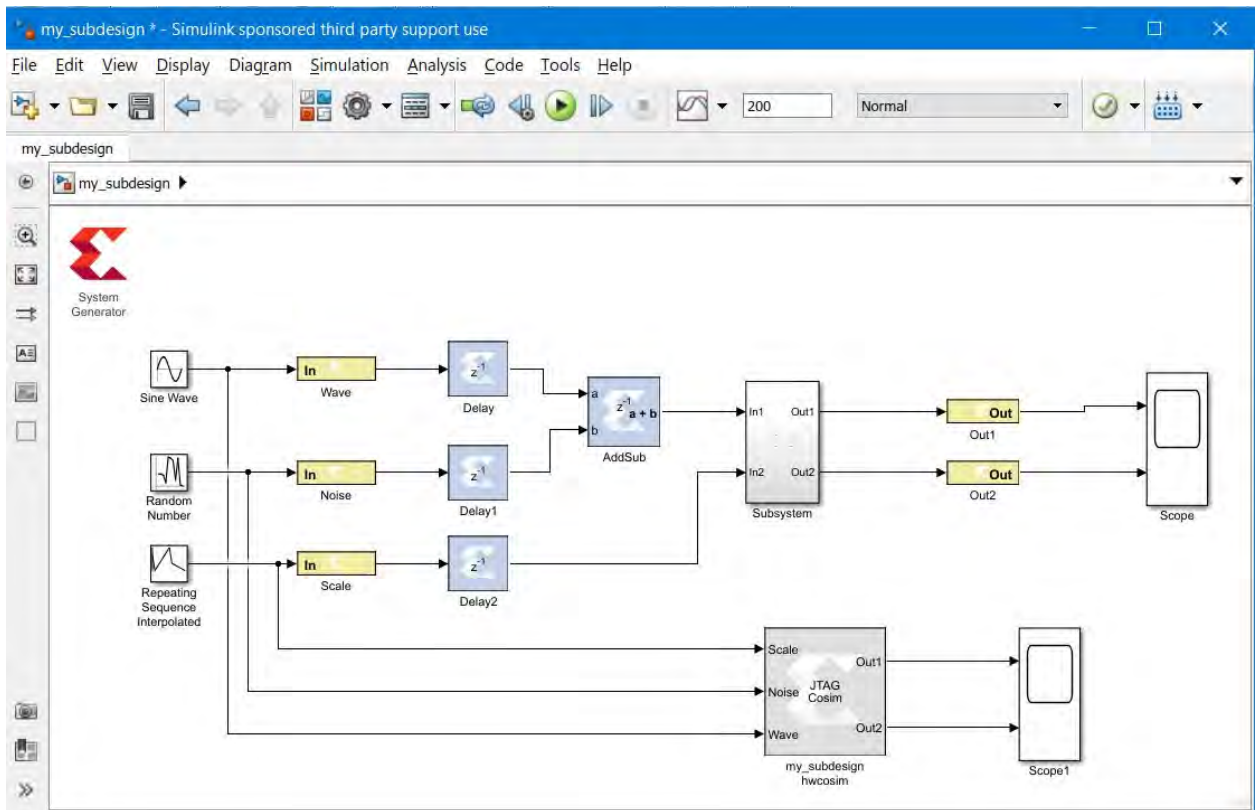 my_subdesign * - Simulink sponsored third party support use
File Edit View Display Diagram Simulation Analysis Code Tools Help
200
Normal
my_subdesign
my_subdesign
System
Generator
Sine Wave
In
Wave
z-1
Delay
a
b
z-1
a + b
AddSub
Random
Number
In
Noise
z-1
Delay1
Repeating
Sequence
Interpolated
In
Scale
z-1
Delay2
In1
Out1
In2
Out2
Subsystem
Out
Out1
Out
Out2
Scope
Scale
Noise
Wave
JTAG
Cosim
Out1
Out2
my_subdesign
hwcosim
Scope1